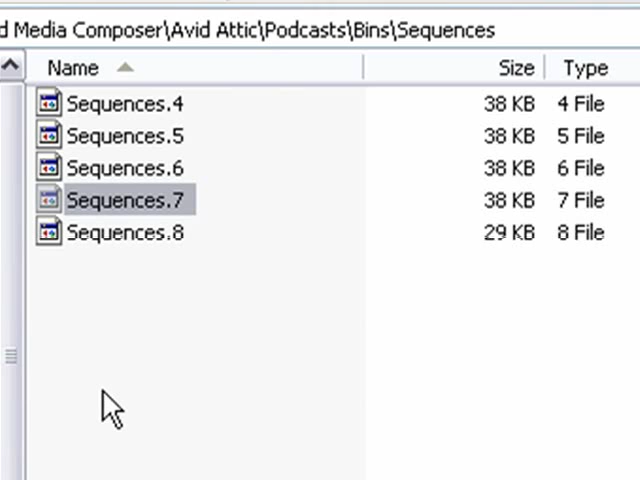 d Media Composer\Avid Attic\Podcasts\Bins\Sequences
Name Size Type
Sequences.4 38 KB 4 File
Sequences.5 38 KB 5 File
Sequences.6 38 KB 6 File
Sequences.7 38 KB 7 File
Sequences.8 29 KB 8 File